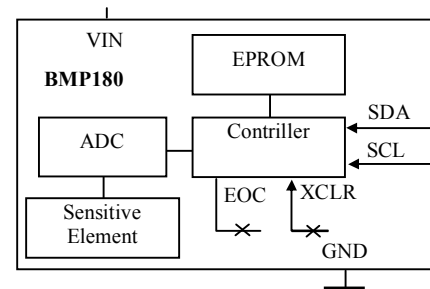 VIN
BMP180
EPROM
ADC
Contriller
SDA
SCL
EOC
XCLR
Sensitive
Element
GND